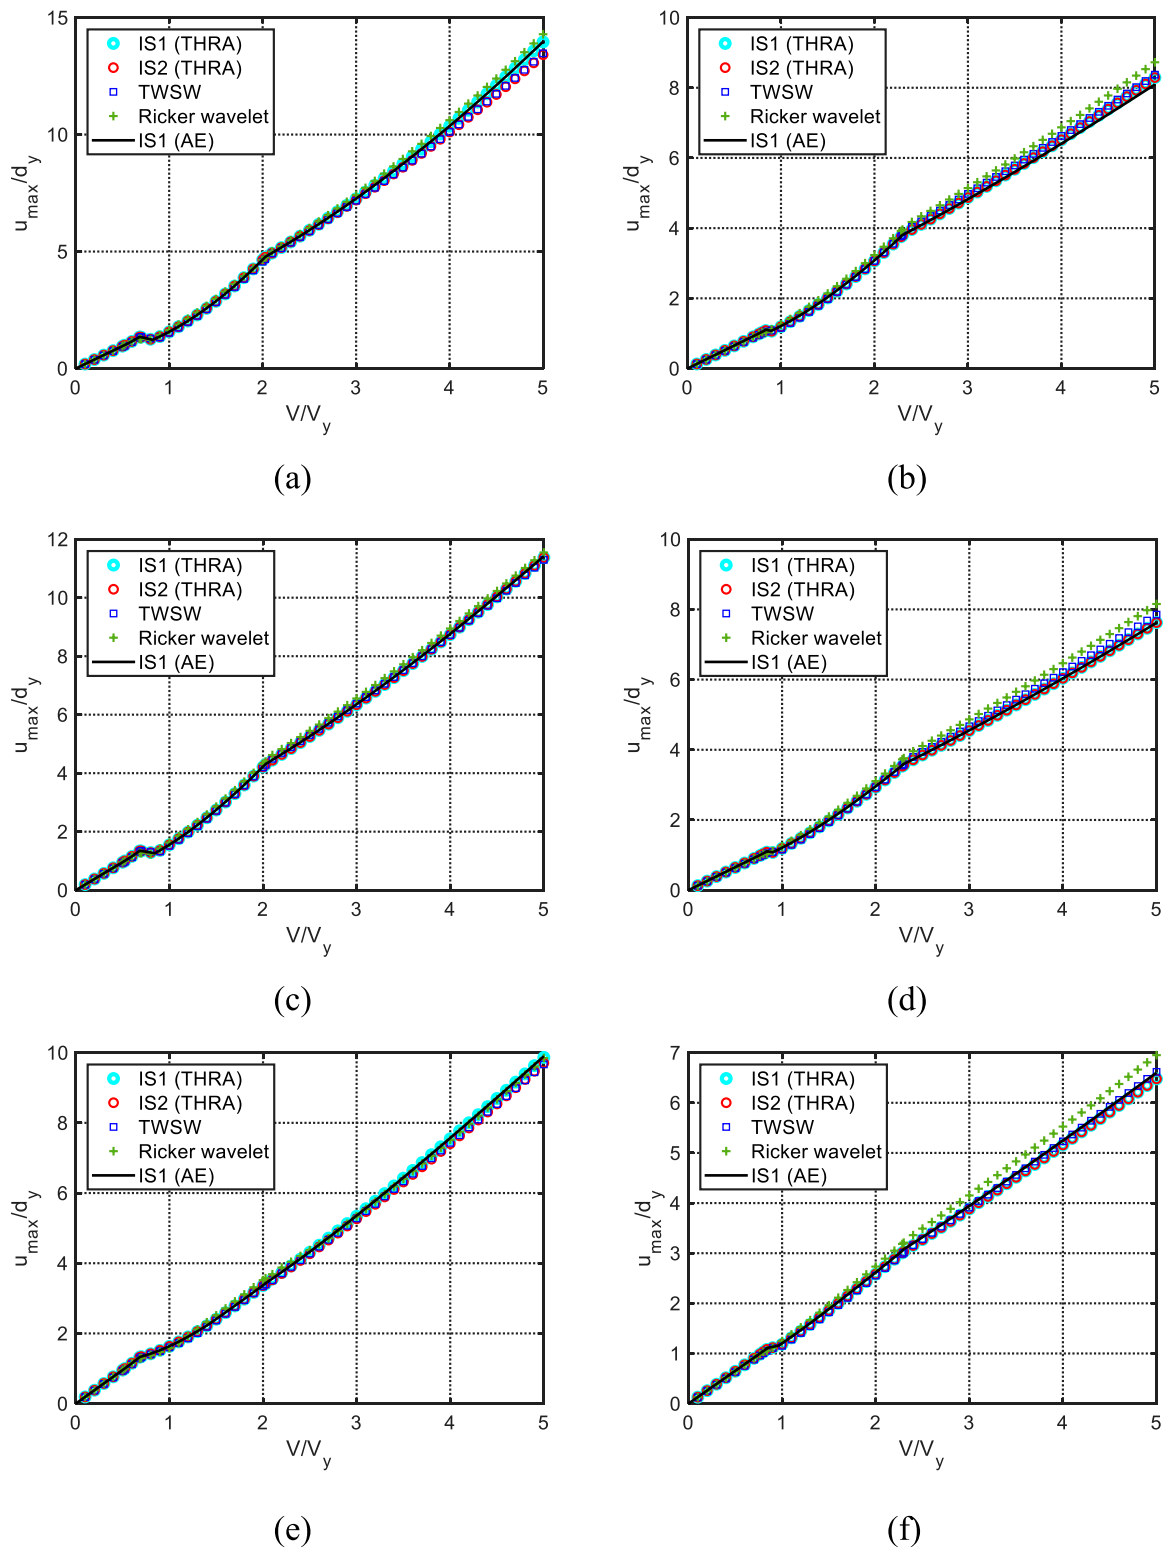 15
10
5
0
0 1 2 3 4 5
u_max/d_y
V/V_y
IS1 (THRA)
IS2 (THRA)
TWSW
Ricker wavelet
IS1 (AE)
(a)
10
8
6
4
2
0
0 1 2 3 4 5
u_max/d_y
V/V_y
IS1 (THRA)
IS2 (THRA)
TWSW
Ricker wavelet
IS1 (AE)
(b)
12
10
8
6
4
2
0
0 1 2 3 4 5
u_max/d_y
V/V_y
IS1 (THRA)
IS2 (THRA)
TWSW
Ricker wavelet
IS1 (AE)
(c)
10
8
6
4
2
0
0 1 2 3 4 5
u_max/d_y
V/V_y
IS1 (THRA)
IS2 (THRA)
TWSW
Ricker wavelet
IS1 (AE)
(d)
10
8
6
4
2
0
0 1 2 3 4 5
u_max/d_y
V/V_y
IS1 (THRA)
IS2 (THRA)
TWSW
Ricker wavelet
IS1 (AE)
(e)
7
6
5
4
3
2
1
0
0 1 2 3 4 5
u_max/d_y
V/V_y
IS1 (THRA)
IS2 (THRA)
TWSW
Ricker wavelet
IS1 (AE)
(f)